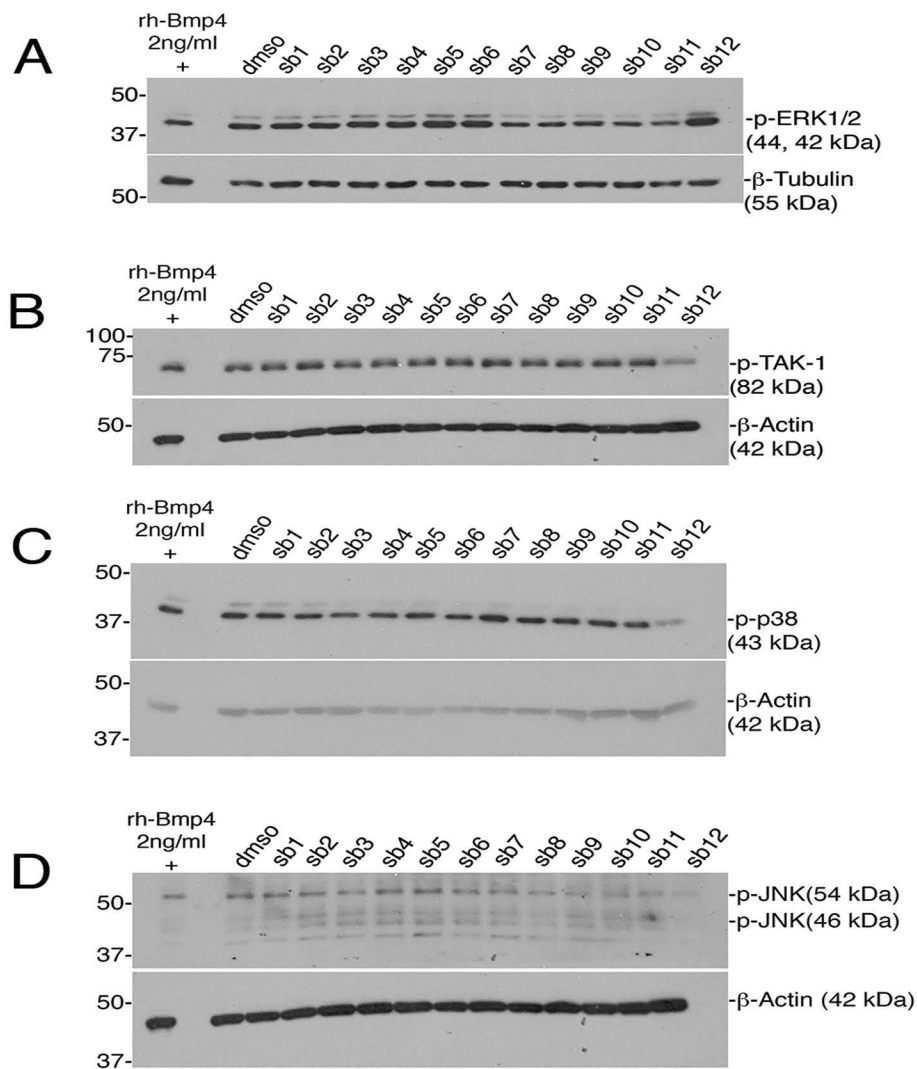 A
rh-Bmp4
2ng/ml
+
dmso sb1 sb2 sb3 sb4 sb5 sb6 sb7 sb8 sb9 sb10 sb11 sb12
50-
37-
-p-ERK1/2
(44, 42 kDa)
50-
-β-Tubulin
(55 kDa)
B
rh-Bmp4
2ng/ml
+
dmso sb1 sb2 sb3 sb4 sb5 sb6 sb7 sb8 sb9 sb10 sb11 sb12
100-
75-
-p-TAK-1
(82 kDa)
50-
-β-Actin
(42 kDa)
C
rh-Bmp4
2ng/ml
+
dmso sb1 sb2 sb3 sb4 sb5 sb6 sb7 sb8 sb9 sb10 sb11 sb12
50-
37-
-p-p38
(43 kDa)
50-
37-
-β-Actin
(42 kDa)
D
rh-Bmp4
2ng/ml
+
dmso sb1 sb2 sb3 sb4 sb5 sb6 sb7 sb8 sb9 sb10 sb11 sb12
50-
37-
-p-JNK(54 kDa)
-p-JNK(46 kDa)
50-
37-
-β-Actin (42 kDa)